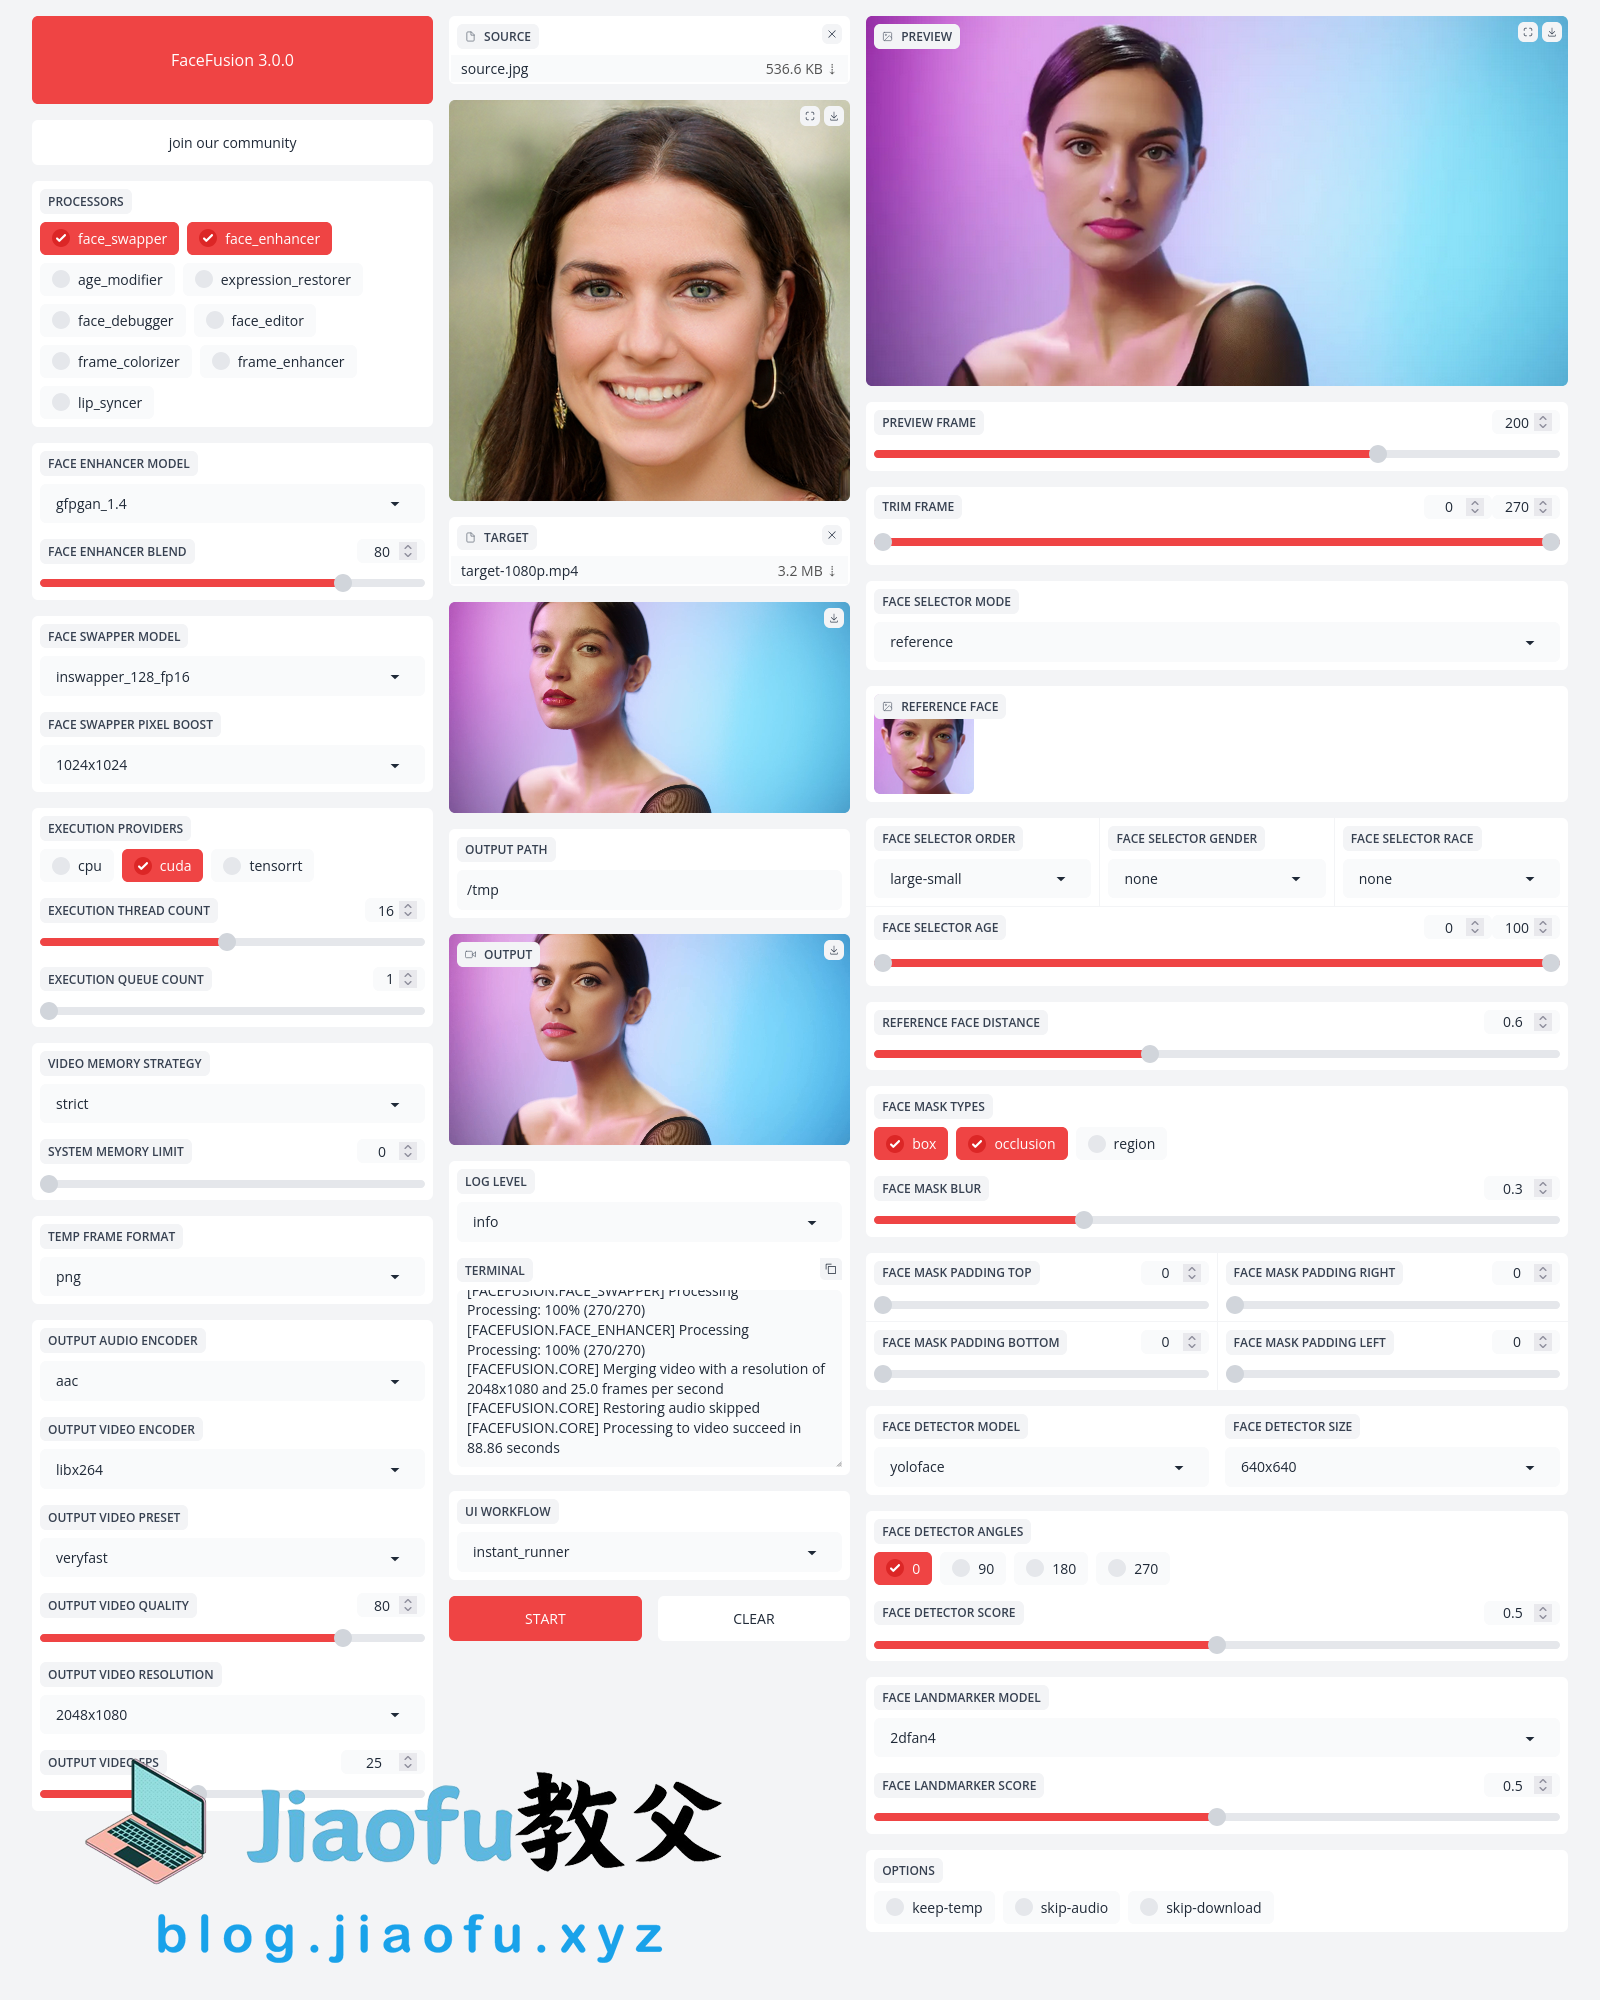 FaceFusion 3.0.0
join our community
PROCESSORS
face_swapper face_enhancer
age_modifier expression_restorer
face_debugger face_editor
frame_colorizer frame_enhancer
lip_syncer
FACE ENHANCER MODEL
gfpgan_1.4
FACE ENHANCER BLEND 80
FACE SWAPPER MODEL
inswapper_128_fp16
FACE SWAPPER PIXEL BOOST
1024x1024
EXECUTION PROVIDERS
cpu cuda tensorrt
EXECUTION THREAD COUNT 16
EXECUTION QUEUE COUNT 1
VIDEO MEMORY STRATEGY
strict
SYSTEM MEMORY LIMIT 0
TEMP FRAME FORMAT
png
OUTPUT AUDIO ENCODER
aac
OUTPUT VIDEO ENCODER
libx264
OUTPUT VIDEO PRESET
veryfast
OUTPUT VIDEO QUALITY 80
OUTPUT VIDEO RESOLUTION
2048x1080
OUTPUT VIDEO FPS 25
SOURCE
source.jpg 536.6 KB ↓
TARGET
target-1080p.mp4 3.2 MB ↓
OUTPUT PATH
/tmp
OUTPUT
LOG LEVEL
info
TERMINAL
[FACEFUSION.FACE_SWAPPER] Processing
Processing: 100% (270/270)
[FACEFUSION.FACE_ENHANCER] Processing
Processing: 100% (270/270)
[FACEFUSION.CORE] Merging video with a resolution of
2048x1080 and 25.0 frames per second
[FACEFUSION.CORE] Restoring audio skipped
[FACEFUSION.CORE] Processing to video succeed in
88.86 seconds
UI WORKFLOW
instant_runner
START CLEAR
PREVIEW
PREVIEW FRAME 200
TRIM FRAME 0 270
FACE SELECTOR MODE
reference
REFERENCE FACE
FACE SELECTOR ORDER FACE SELECTOR GENDER FACE SELECTOR RACE
large-small none none
FACE SELECTOR AGE 0 100
REFERENCE FACE DISTANCE 0.6
FACE MASK TYPES
box occlusion region
FACE MASK BLUR 0.3
FACE MASK PADDING TOP 0 FACE MASK PADDING RIGHT 0
FACE MASK PADDING BOTTOM 0 FACE MASK PADDING LEFT 0
FACE DETECTOR MODEL FACE DETECTOR SIZE
yoloface 640x640
FACE DETECTOR ANGLES
0 90 180 270
FACE DETECTOR SCORE 0.5
FACE LANDMARKER MODEL
2dfan4
FACE LANDMARKER SCORE 0.5
OPTIONS
keep-temp skip-audio skip-download
Jiaofu教父
blog.jiaofu.xyz